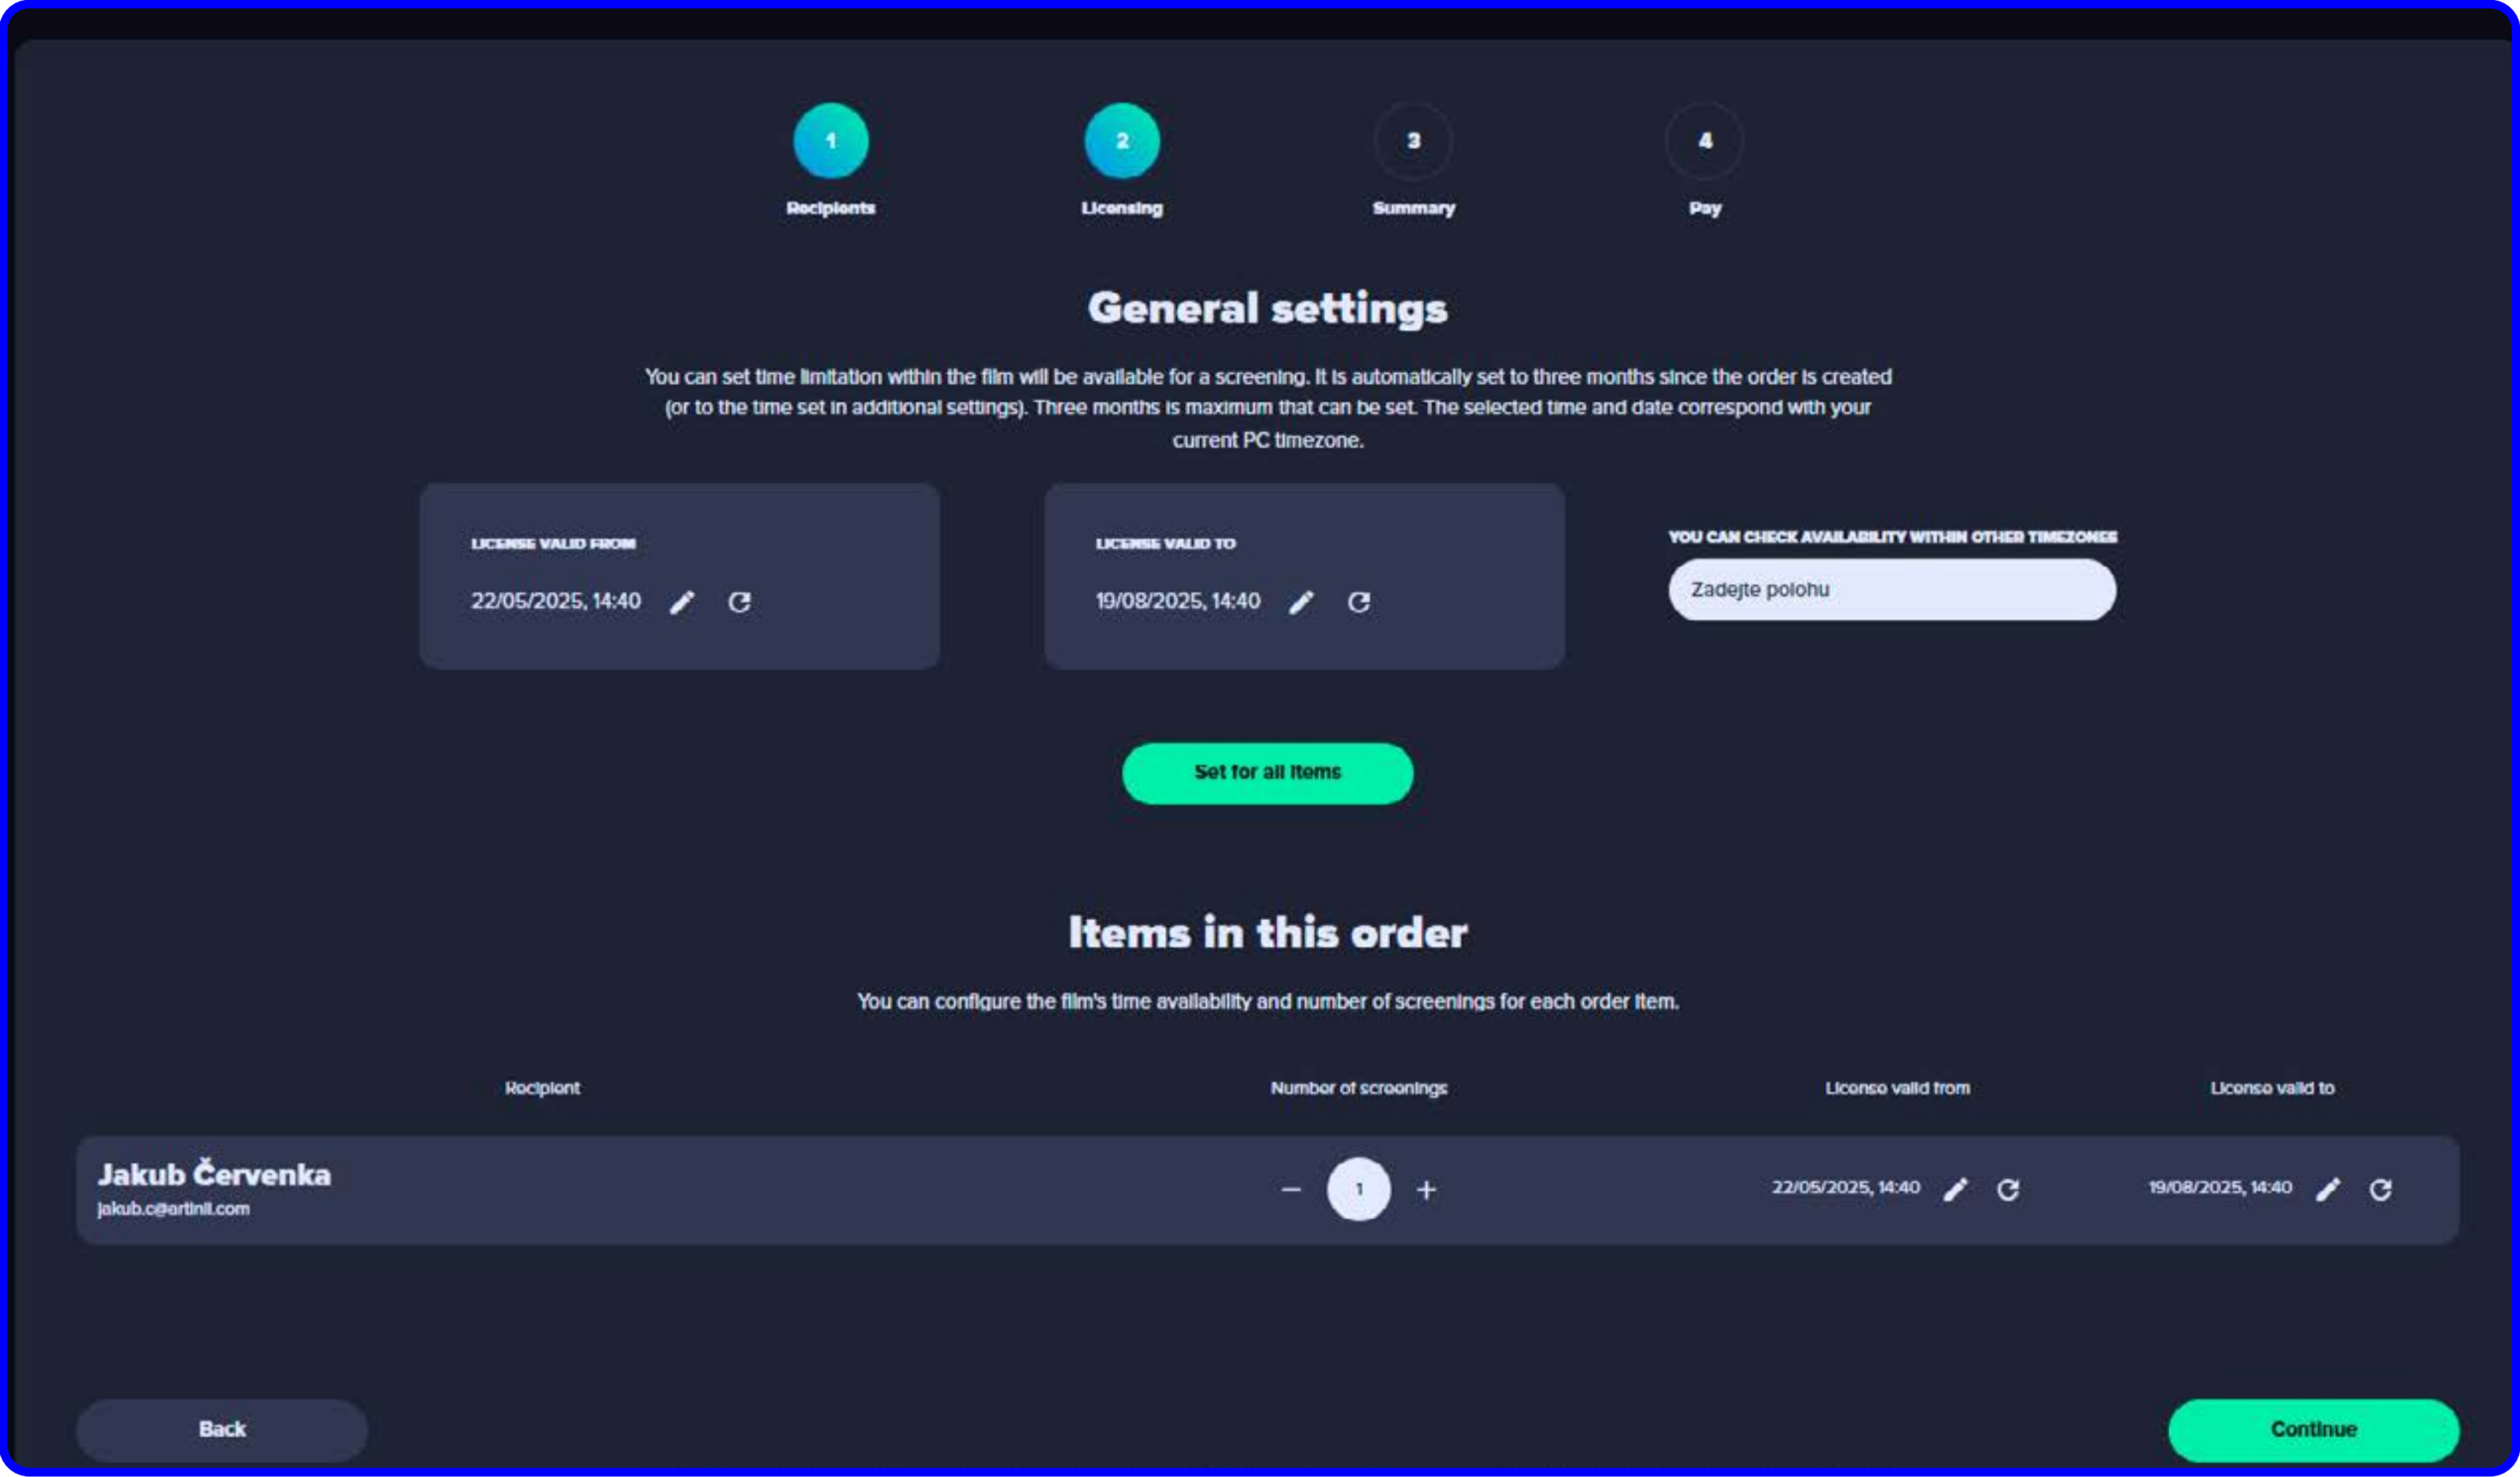 1
2
3
4
Recipients
Licensing
Summary
Pay
General settings
You can set time limitation within the film will be available for a screening. It is automatically set to three months since the order is created
(or to the time set in additional settings). Three months is maximum that can be set. The selected time and date correspond with your
current PC timezone.
LICENSE VALID FROM
22/05/2025, 14:40
LICENSE VALID TO
19/08/2025, 14:40
YOU CAN CHECK AVAILABILITY WITHIN OTHER TIMEZONES
Zadejte polohu
Set for all items
Items in this order
You can configure the film's time availability and number of screenings for each order item.
Recipient
Number of screenings
License valid from
License valid to
Jakub Červenka
jakub.c@artinii.com
1
22/05/2025, 14:40
19/08/2025, 14:40
Back
Continue